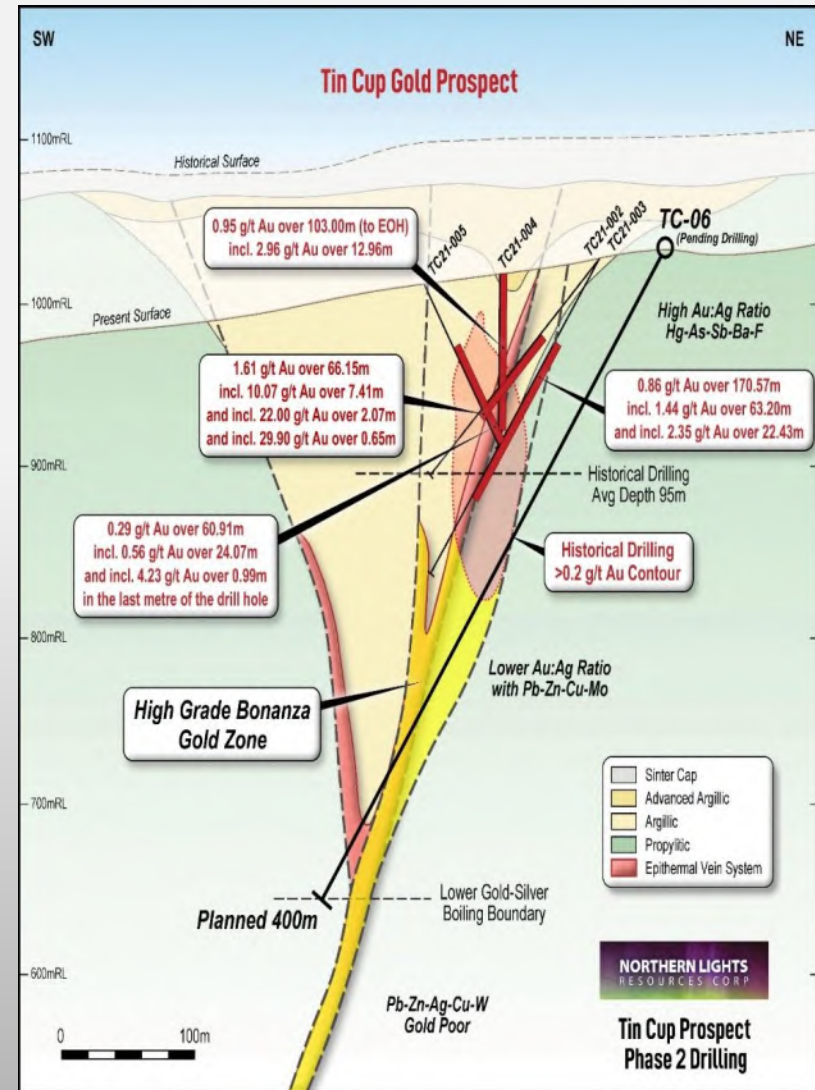 SW
NE
Tin Cup Gold Prospect
1100mRL
Historical Surface
0.95 g/t Au over 103.00m (to EOH)
incl. 2.96 g/t Au over 12.96m
TC21-005
TC21-004
TC21-002
TC21-003
TC-06
(Pending Drilling)
1000mRL
Present Surface
High Au:Ag Ratio
Hg-As-Sb-Ba-F
1.61 g/t Au over 66.15m
incl. 10.07 g/t Au over 7.41m
and incl. 22.00 g/t Au over 2.07m
and incl. 29.90 g/t Au over 0.65m
0.86 g/t Au over 170.57m
incl. 1.44 g/t Au over 63.20m
and incl. 2.35 g/t Au over 22.43m
900mRL
Historical Drilling
Avg Depth 95m
0.29 g/t Au over 60.91m
incl. 0.56 g/t Au over 24.07m
and incl. 4.23 g/t Au over 0.99m
in the last metre of the drill hole
Historical Drilling
>0.2 g/t Au Contour
800mRL
Lower Au:Ag Ratio
with Pb-Zn-Cu-Mo
High Grade Bonanza
Gold Zone
700mRL
Sinter Cap
Advanced Argillic
Argillic
Propylitic
Epithermal Vein System
Lower Gold-Silver
Boiling Boundary
Planned 400m
600mRL
Pb-Zn-Ag-Cu-W
Gold Poor
NORTHERN LIGHTS
RESOURCES CORP
Tin Cup Prospect
Phase 2 Drilling
0
100m